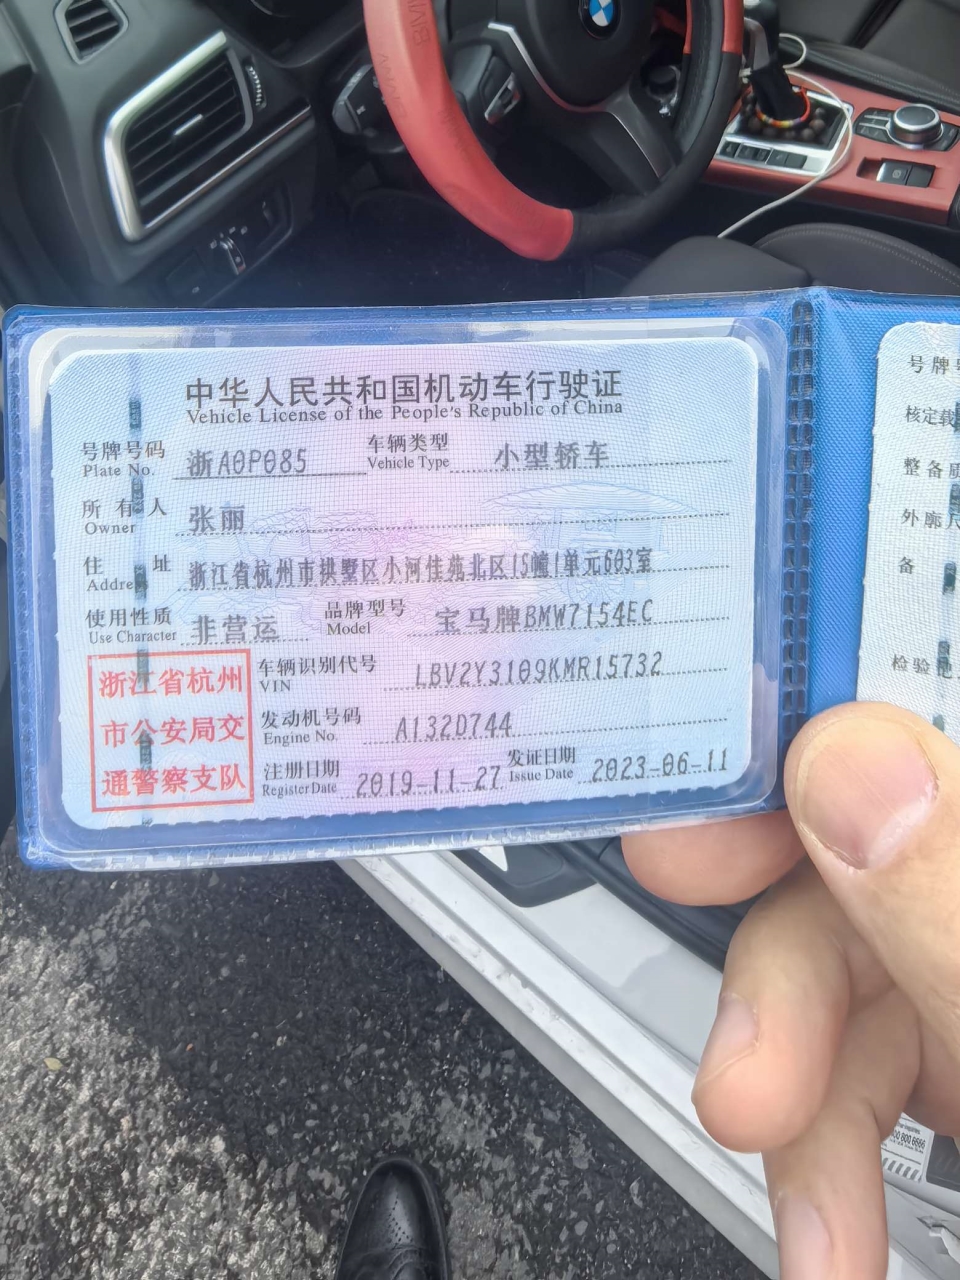 中华人民共和国机动车行驶证
Vehicle License of the People's Republic of China
号牌号码 浙A0P085 车辆类型 小型轿车
Plate No. Vehicle Type
所有人 张丽
Owner
住址 浙江省杭州市拱墅区小河佳苑北区15幢1单元603室
Address
使用性质 非营运 品牌型号 宝马牌BMW7154EC
Use Character Model
浙江省杭州
市公安局交
通警察支队
车辆识别代号 LBV2Y3109KMR15732
VIN
发动机号码 A132D744
Engine No.
注册日期 2019-11-27 发证日期 2023-06-11
Register Date Issue Date
号牌号
核定载
整备质
外廓尺
备
检验